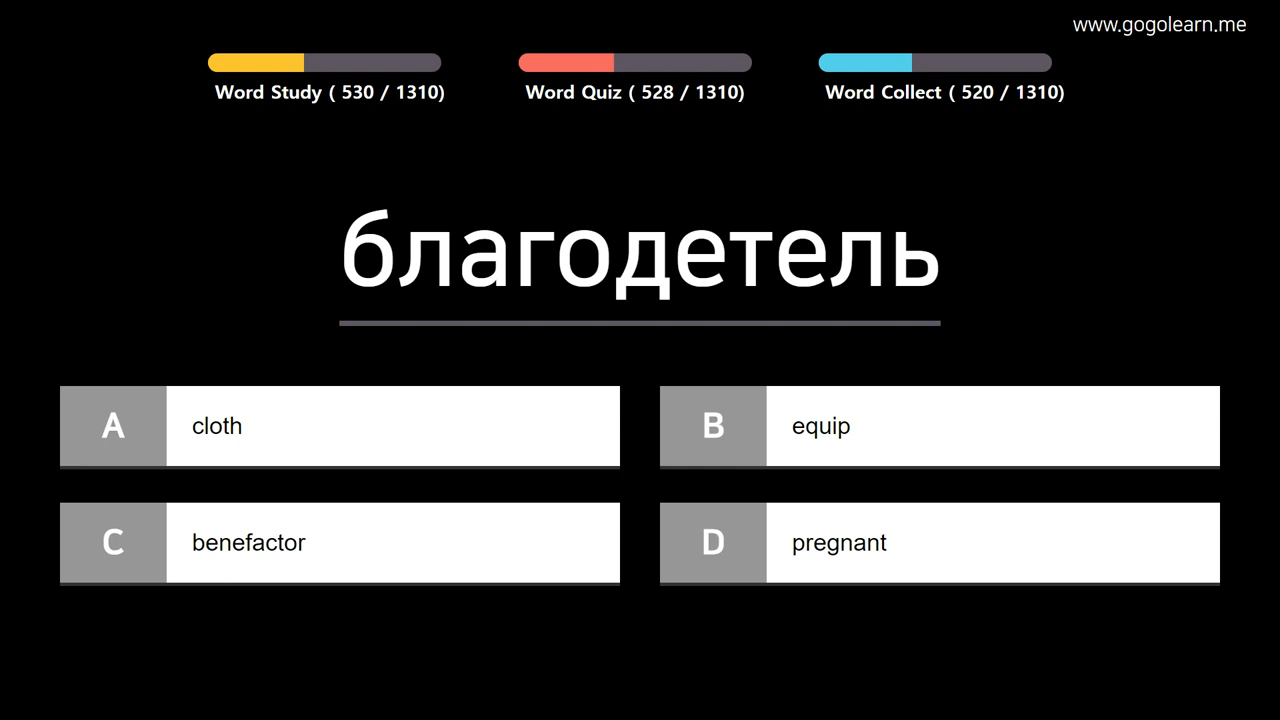 www.gogolearn.me
Word Study ( 530 / 1310)
Word Quiz ( 528 / 1310)
Word Collect ( 520 / 1310)
благодетель
A cloth
B equip
C benefactor
D pregnant